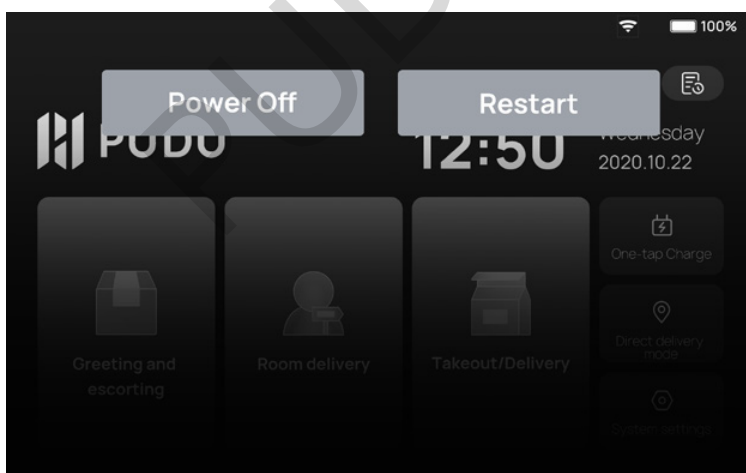 100%
Power Off
Restart
PUDU
12:50
Wednesday
2020.10.22
One-tap Charge
Direct delivery
mode
Greeting and
escorting
Room delivery
Takeout/Delivery
System settings
PUD